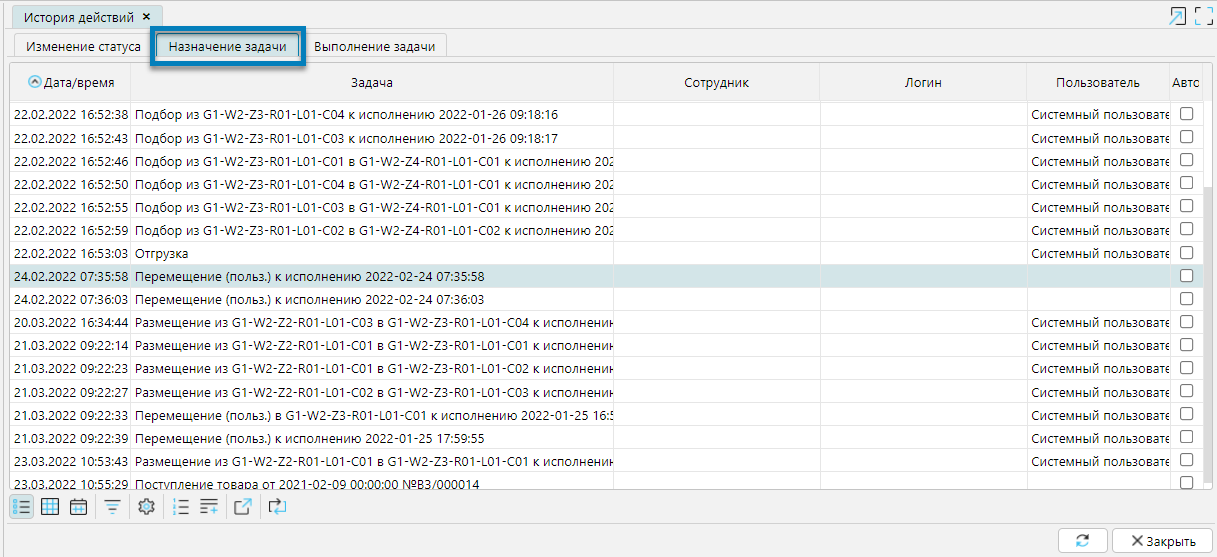 История действий ×
Изменение статуса Назначение задачи Выполнение задачи
Дата/время Задача Сотрудник Логин Пользователь Авто
22.02.2022 16:52:38 Подбор из G1-W2-Z3-R01-L01-C04 к исполнению 2022-01-26 09:18:16 Системный пользовате
22.02.2022 16:52:43 Подбор из G1-W2-Z3-R01-L01-C03 к исполнению 2022-01-26 09:18:17 Системный пользовате
22.02.2022 16:52:46 Подбор из G1-W2-Z3-R01-L01-C01 в G1-W2-Z4-R01-L01-C01 к исполнению 202 Системный пользовате
22.02.2022 16:52:50 Подбор из G1-W2-Z3-R01-L01-C04 в G1-W2-Z4-R01-L01-C01 к исполнению 202 Системный пользовате
22.02.2022 16:52:55 Подбор из G1-W2-Z3-R01-L01-C03 в G1-W2-Z4-R01-L01-C01 к исполнению 202 Системный пользовате
22.02.2022 16:52:59 Подбор из G1-W2-Z3-R01-L01-C02 в G1-W2-Z4-R01-L01-C02 к исполнению 202 Системный пользовате
22.02.2022 16:53:03 Отгрузка Системный пользовате
24.02.2022 07:35:58 Перемещение (польз.) к исполнению 2022-02-24 07:35:58
24.02.2022 07:36:03 Перемещение (польз.) к исполнению 2022-02-24 07:36:03
20.03.2022 16:34:44 Размещение из G1-W2-Z2-R01-L01-C03 в G1-W2-Z3-R01-L01-C04 к исполнени Системный пользовате
21.03.2022 09:22:14 Размещение из G1-W2-Z2-R01-L01-C01 в G1-W2-Z3-R01-L01-C01 к исполнени Системный пользовате
21.03.2022 09:22:23 Размещение из G1-W2-Z2-R01-L01-C01 в G1-W2-Z3-R01-L01-C02 к исполнени Системный пользовате
21.03.2022 09:22:27 Размещение из G1-W2-Z2-R01-L01-C02 в G1-W2-Z3-R01-L01-C03 к исполнени Системный пользовате
21.03.2022 09:22:33 Перемещение (польз.) в G1-W2-Z3-R01-L01-C01 к исполнению 2022-01-25 16:5 Системный пользовате
21.03.2022 09:22:39 Перемещение (польз.) к исполнению 2022-01-25 17:59:55 Системный пользовате
23.03.2022 10:53:43 Размещение из G1-W2-Z2-R01-L01-C01 в G1-W2-Z3-R01-L01-C01 к исполнени Системный пользовате
23.03.2022 10:55:29 Поступление товара от 2021-02-09 00:00:00 №ВЗ/000014
Закрыть